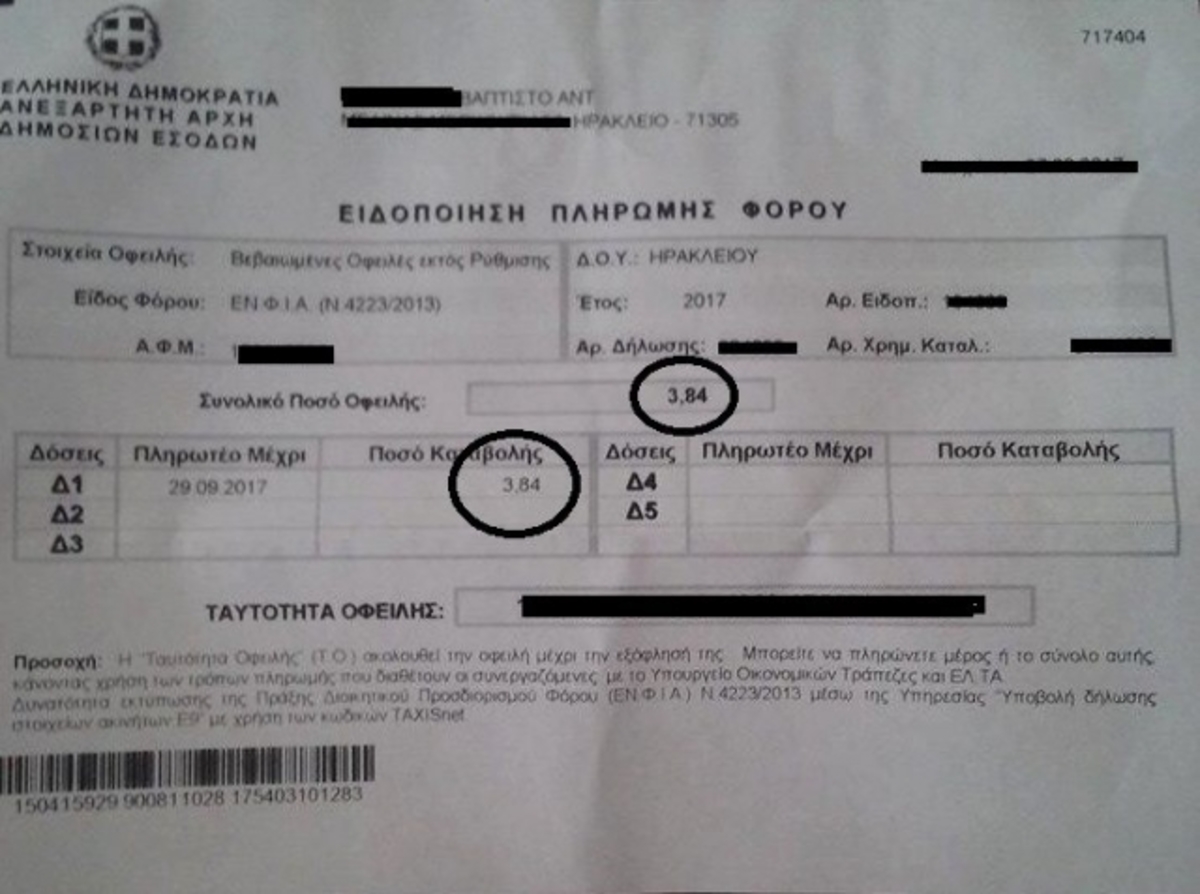 717404
ΕΛΛΗΝΙΚΗ ΔΗΜΟΚΡΑΤΙΑ
ΑΝΕΞΑΡΤΗΤΗ ΑΡΧΗ
ΔΗΜΟΣΙΩΝ ΕΣΟΔΩΝ
ΒΑΠΤΙΣΤΟ ΑΝΤ
ΗΡΑΚΛΕΙΟ - 71305
ΕΙΔΟΠΟΙΗΣΗ ΠΛΗΡΩΜΗΣ ΦΟΡΟΥ
Στοιχεία Οφειλής: Βεβαιωμένες Οφειλές εκτός Ρύθμισης Δ.Ο.Υ.: ΗΡΑΚΛΕΙΟΥ
Είδος Φόρου: ΕΝ.Φ.Ι.Α. (Ν.4223/2013) Έτος: 2017 Αρ. Ειδοπ.:
Α.Φ.Μ.: Αρ. Δήλωσης: Αρ. Χρημ. Καταλ.:
Συνολικό Ποσό Οφειλής: 3,84
Δόσεις Πληρωτέο Μέχρι Ποσό Καταβολής Δόσεις Πληρωτέο Μέχρι Ποσό Καταβολής
Δ1 29.09.2017 3,84 Δ4
Δ2 Δ5
Δ3
ΤΑΥΤΟΤΗΤΑ ΟΦΕΙΛΗΣ:
Προσοχή: Η "Ταυτότητα Οφειλής" (Τ.Ο.) ακολουθεί την οφειλή μέχρι την εξόφλησή της. Μπορείτε να πληρώνετε μέρος ή το σύνολο αυτής,
κάνοντας χρήση των τρόπων πληρωμής που διαθέτουν οι συνεργαζόμενες με το Υπουργείο Οικονομικών Τράπεζες και ΕΛ.ΤΑ.
Δυνατότητα εκτύπωσης της Πράξης Διοικητικού Προσδιορισμού Φόρου (ΕΝ.Φ.Ι.Α.) Ν.4223/2013 μέσω της Υπηρεσίας "Υποβολή δήλωσης
στοιχείων ακινήτων Ε9" με χρήση των κωδικών TAXISnet
150415929 900811028 175403101283